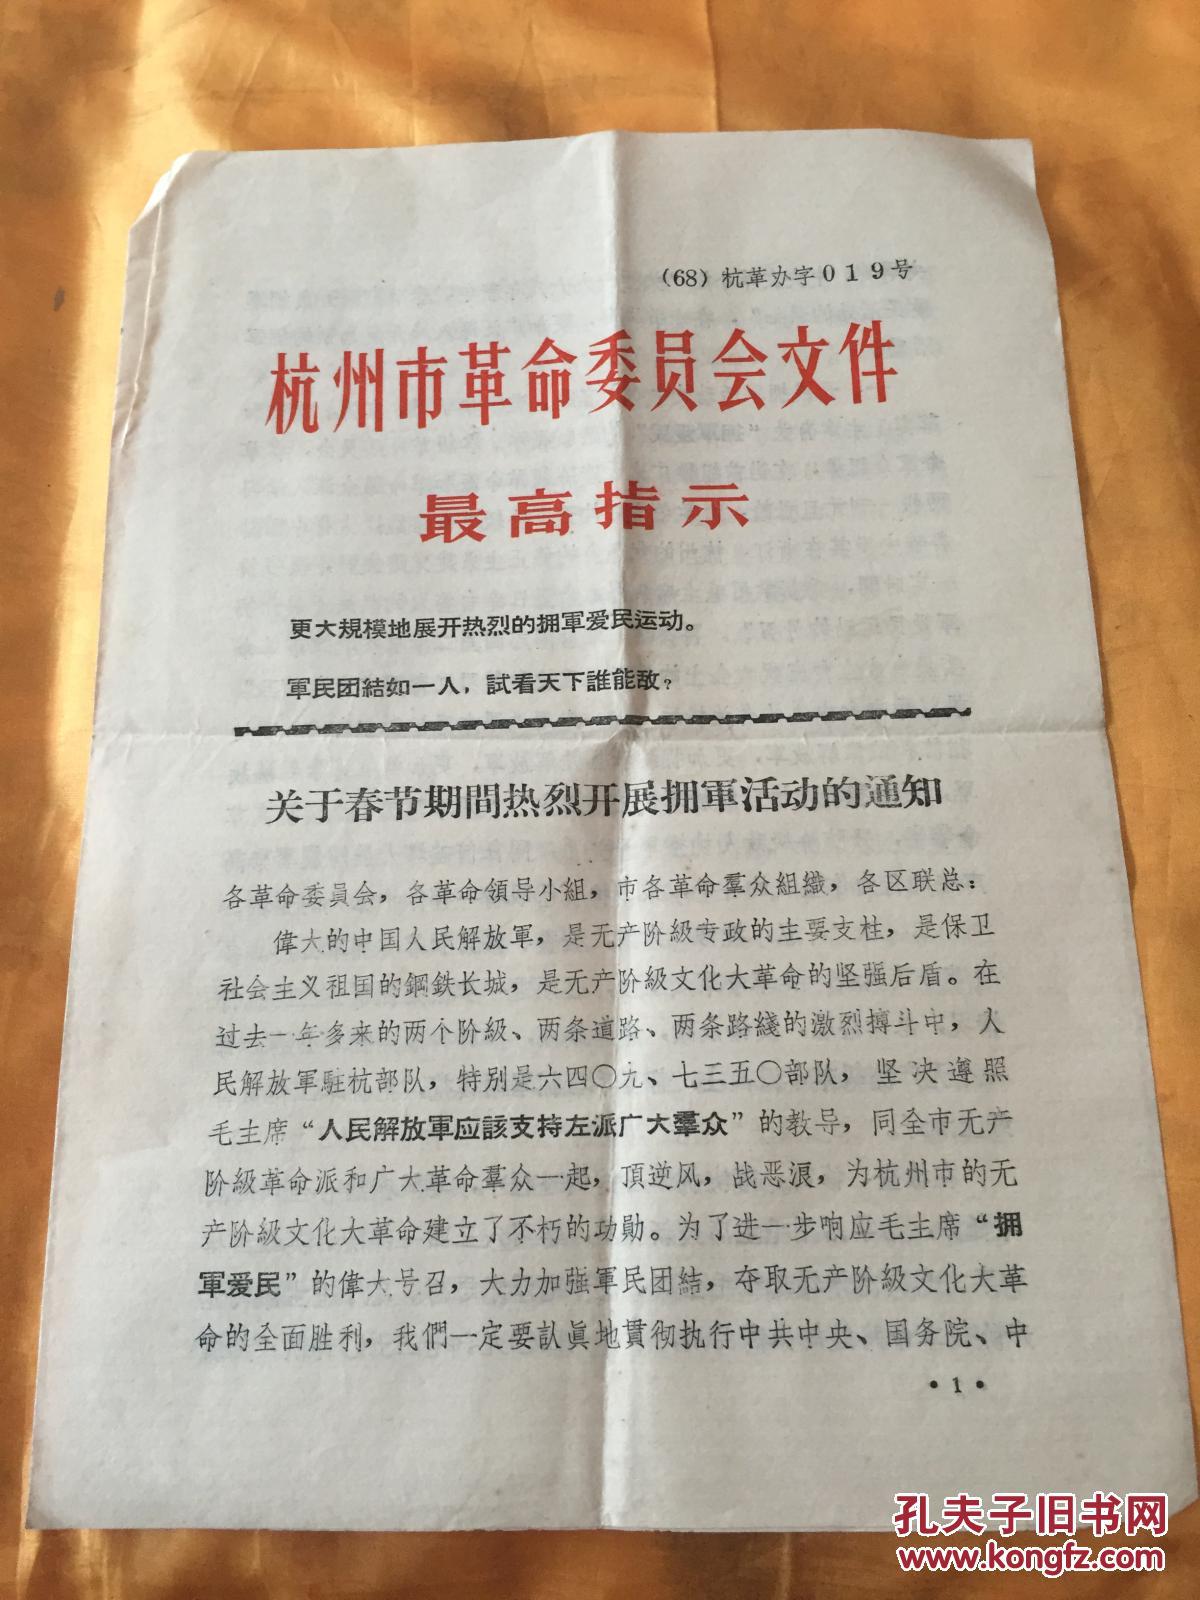 （68）杭革办字０１９号
杭州市革命委员会文件
最高指示
更大規模地展开热烈的拥軍爱民运动。
軍民团結如一人，試看天下誰能敌？
关于春节期間热烈开展拥軍活动的通知
各革命委員会，各革命領导小組，市各革命羣众組織，各区联总：
偉大的中国人民解放軍，是无产阶級专政的主要支柱，是保卫
社会主义祖国的鋼鉄长城，是无产阶級文化大革命的坚强后盾。在
过去一年多来的两个阶級、两条道路、两条路綫的激烈搏斗中，人
民解放軍駐杭部队，特别是六四〇九、七三五〇部队，坚决遵照
毛主席“人民解放軍应該支持左派广大羣众”的教导，同全市无产
阶級革命派和广大革命羣众一起，頂逆风，战恶浪，为杭州市的无
产阶級文化大革命建立了不朽的功勛。为了进一步响应毛主席“拥
軍爱民”的偉大号召，大力加强軍民团結，夺取无产阶級文化大革
命的全面胜利，我們一定要訟眞地貫彻执行中共中央、国务院、中
• 1 •
孔夫子旧书网
www.kongfz.com